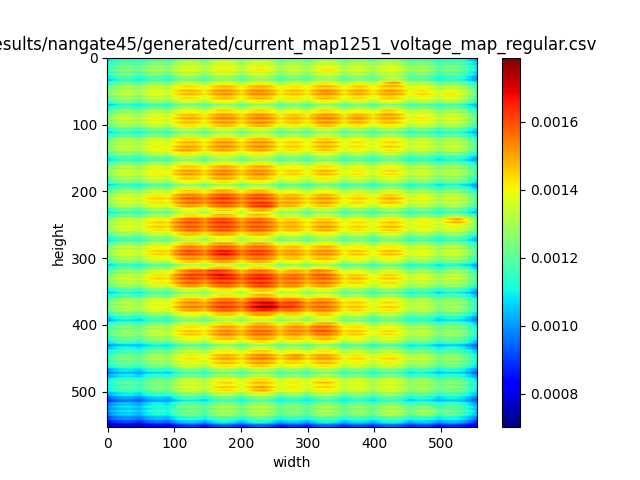 esults/nangate45/generated/current_map1251_voltage_map_regular.csv
0
100
200
300
400
500
height
0 100 200 300 400 500
width
0.0016
0.0014
0.0012
0.0010
0.0008